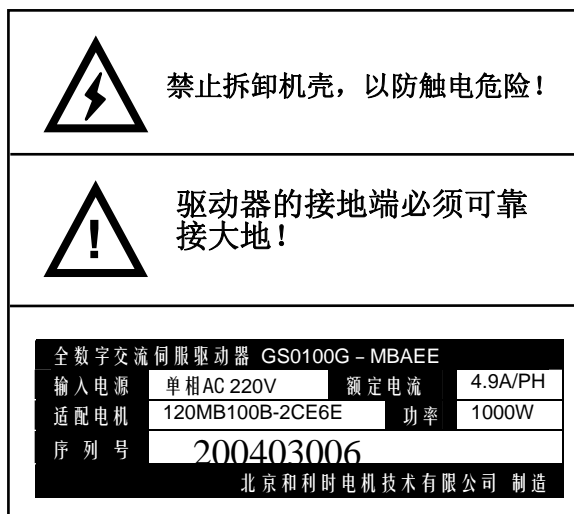 禁止拆卸机壳，以防触电危险！
驱动器的接地端必须可靠
接大地！
全数字交流伺服驱动器 GS0100G – MBAEE
输入电源 单相AC 220V 额定电流 4.9A/PH
适配电机 120MB100B-2CE6E 功率 1000W
序列号 200403006
北京和利时电机技术有限公司 制造